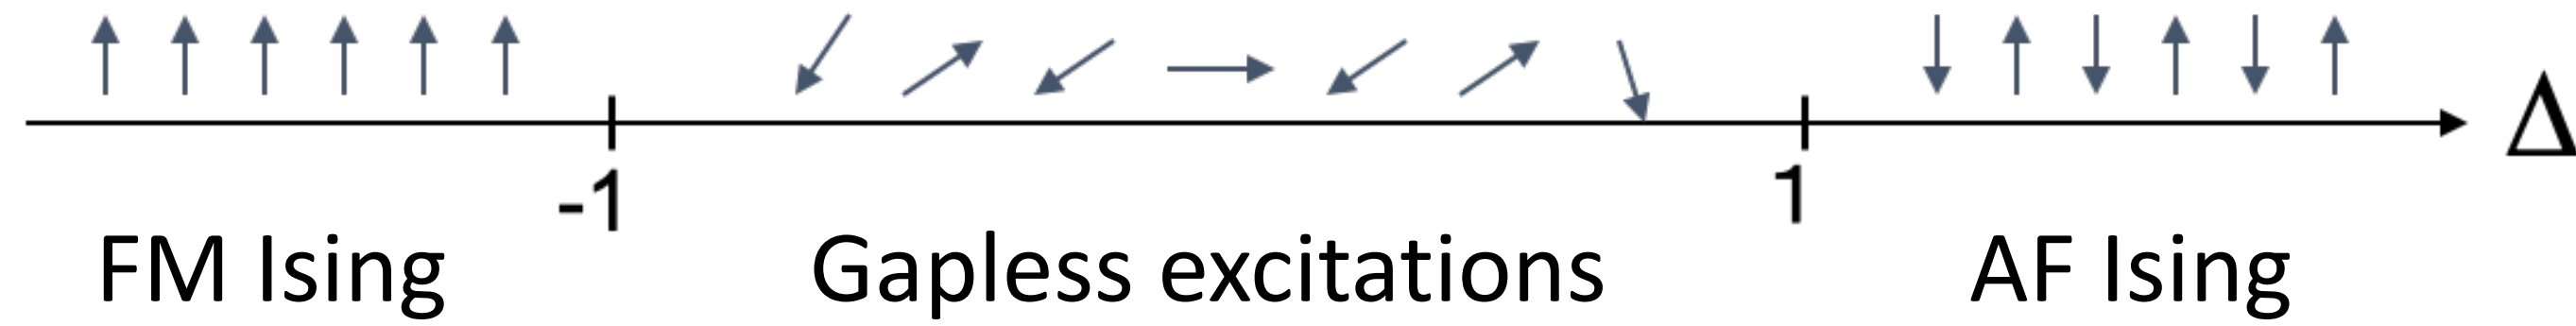 Δ
-1 1
FM Ising Gapless excitations AF Ising